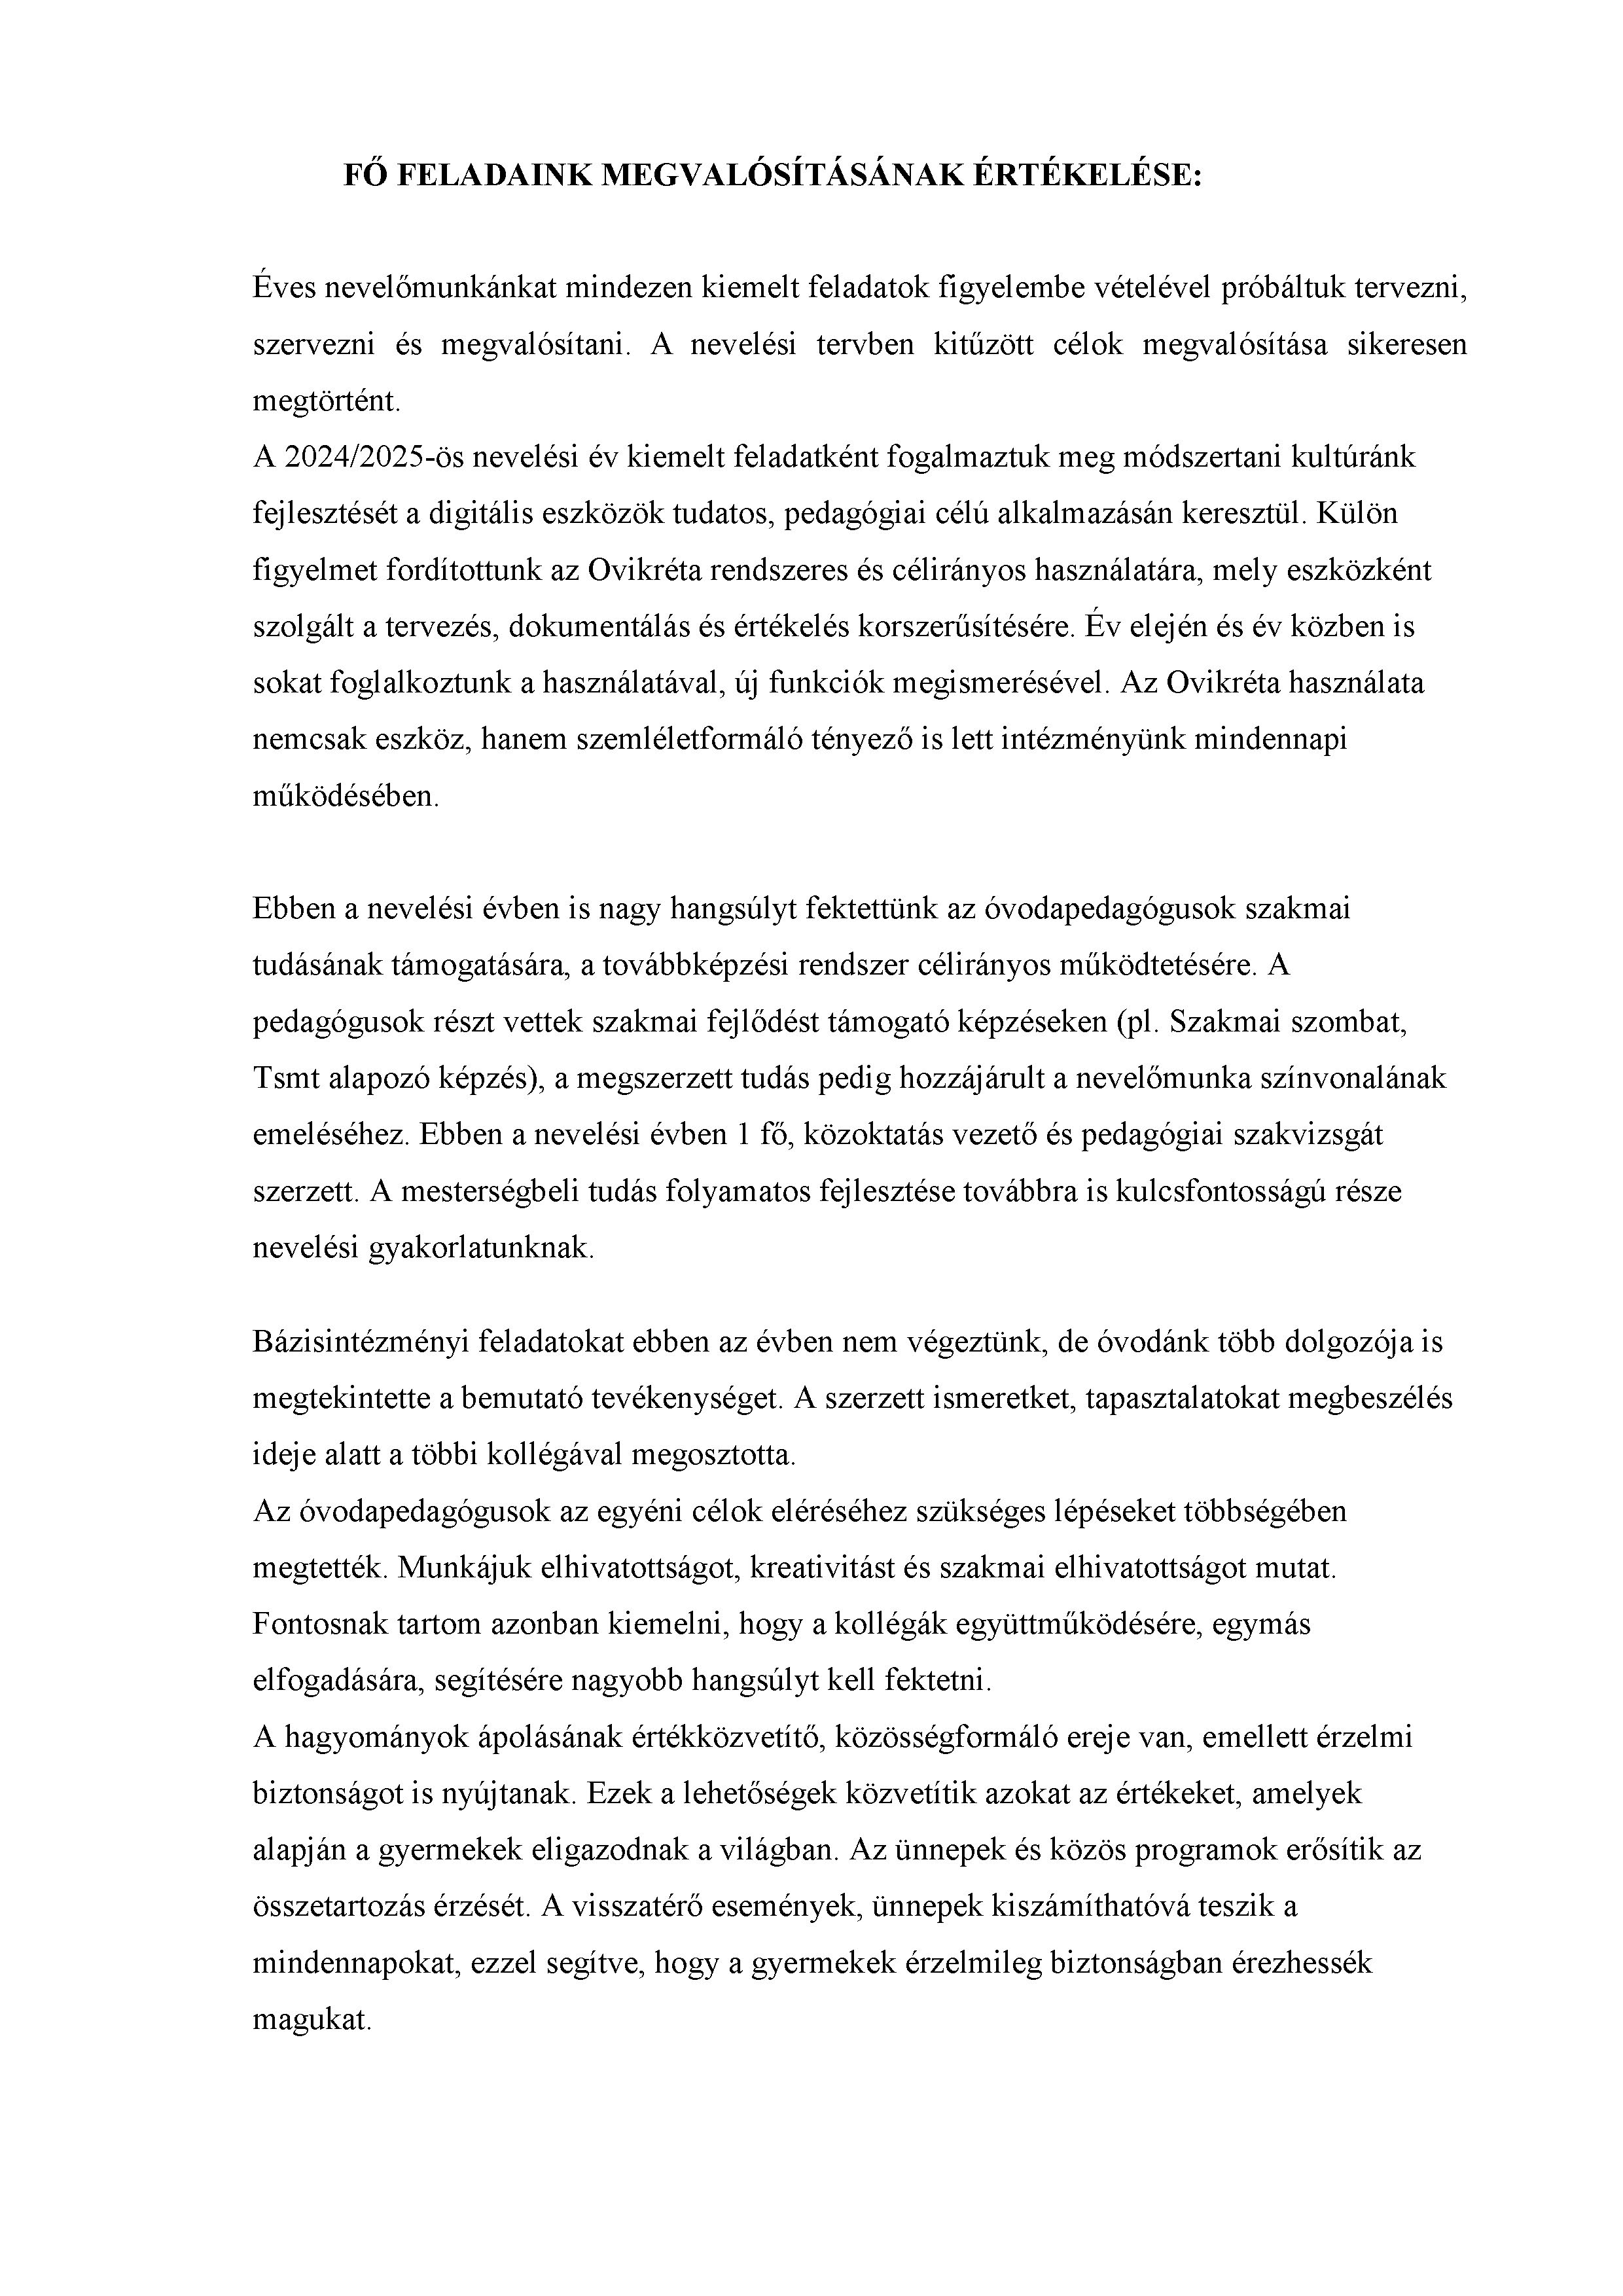 FŐ FELADAINK MEGVALÓSÍTÁSÁNAK ÉRTÉKELÉSE:
Éves nevelőmunkánkat mindezen kiemelt feladatok figyelembe vételével próbáltuk tervezni,
szervezni és megvalósítani. A nevelési tervben kitűzött célok megvalósítása sikeresen
megtörtént.
A 2024/2025-ös nevelési év kiemelt feladatként fogalmaztuk meg módszertani kultúránk
fejlesztését a digitális eszközök tudatos, pedagógiai célú alkalmazásán keresztül. Külön
figyelmet fordítottunk az Ovikréta rendszeres és célirányos használatára, mely eszközként
szolgált a tervezés, dokumentálás és értékelés korszerűsítésére. Év elején és év közben is
sokat foglalkoztunk a használatával, új funkciók megismerésével. Az Ovikréta használata
nemcsak eszköz, hanem szemléletformáló tényező is lett intézményünk mindennapi
működésében.
Ebben a nevelési évben is nagy hangsúlyt fektettünk az óvodapedagógusok szakmai
tudásának támogatására, a továbbképzési rendszer célirányos működtetésére. A
pedagógusok részt vettek szakmai fejlődést támogató képzéseken (pl. Szakmai szombat,
Tsmt alapozó képzés), a megszerzett tudás pedig hozzájárult a nevelőmunka színvonalának
emeléséhez. Ebben a nevelési évben 1 fő, közoktatás vezető és pedagógiai szakvizsgát
szerzett. A mesterségbeli tudás folyamatos fejlesztése továbbra is kulcsfontosságú része
nevelési gyakorlatunknak.
Bázisintézményi feladatokat ebben az évben nem végeztünk, de óvodánk több dolgozója is
megtekintette a bemutató tevékenységet. A szerzett ismeretket, tapasztalatokat megbeszélés
ideje alatt a többi kollégával megosztotta.
Az óvodapedagógusok az egyéni célok eléréséhez szükséges lépéseket többségében
megtették. Munkájuk elhivatottságot, kreativitást és szakmai elhivatottságot mutat.
Fontosnak tartom azonban kiemelni, hogy a kollégák együttműködésére, egymás
elfogadására, segítésére nagyobb hangsúlyt kell fektetni.
A hagyományok ápolásának értékközvetítő, közösségformáló ereje van, emellett érzelmi
biztonságot is nyújtanak. Ezek a lehetőségek közvetítik azokat az értékeket, amelyek
alapján a gyermekek eligazodnak a világban. Az ünnepek és közös programok erősítik az
összetartozás érzését. A visszatérő események, ünnepek kiszámíthatóvá teszik a
mindennapokat, ezzel segítve, hogy a gyermekek érzelmileg biztonságban érezhessék
magukat.